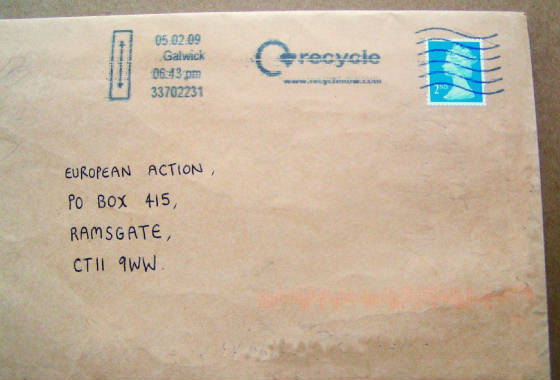 05.02.09
Gatwick
06:43 pm
33702231
recycle
www.recyclenow.com
2ND
EUROPEAN ACTION,
PO BOX 415,
RAMSGATE,
CT11 9WW.